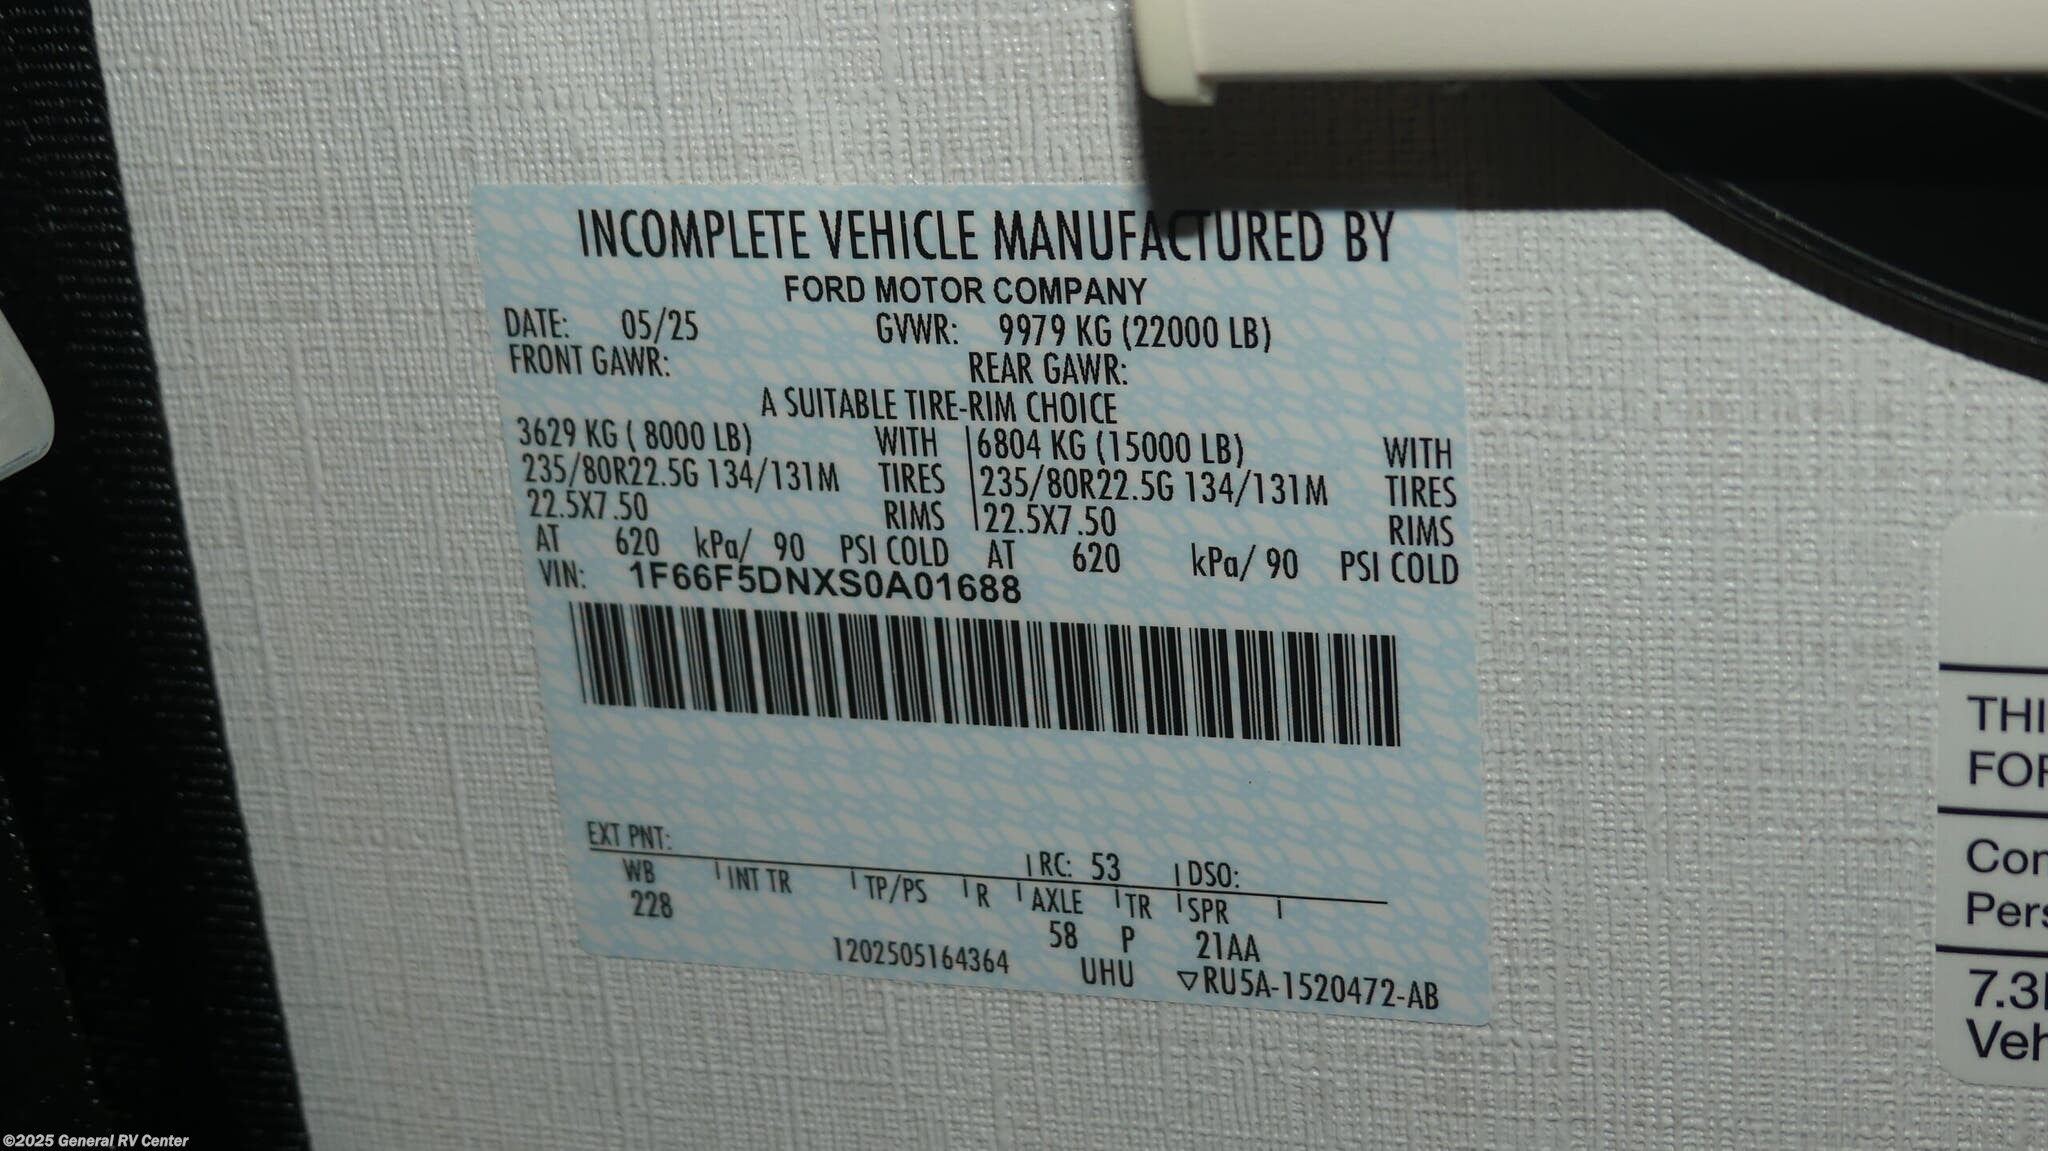 INCOMPLETE VEHICLE MANUFACTURED BY
FORD MOTOR COMPANY
DATE: 05/25 GVWR: 9979 KG (22000 LB)
FRONT GAWR: REAR GAWR:
A SUITABLE TIRE-RIM CHOICE
3629 KG ( 8000 LB) WITH 6804 KG (15000 LB) WITH
235/80R22.5G 134/131M TIRES 235/80R22.5G 134/131M TIRES
22.5X7.50 RIMS 22.5X7.50 RIMS
AT 620 kPa/ 90 PSI COLD AT 620 kPa/ 90 PSI COLD
VIN: 1F66F5DNXS0A01688
EXT PNT: RC: 53 DSO:
WB INT TR TP/PS R AXLE TR SPR
228 58 P 21AA
1202505164364 UHU ▽RU5A-1520472-AB
THI
FOR
Con
Pers
7.3
Veh
©2025 General RV Center